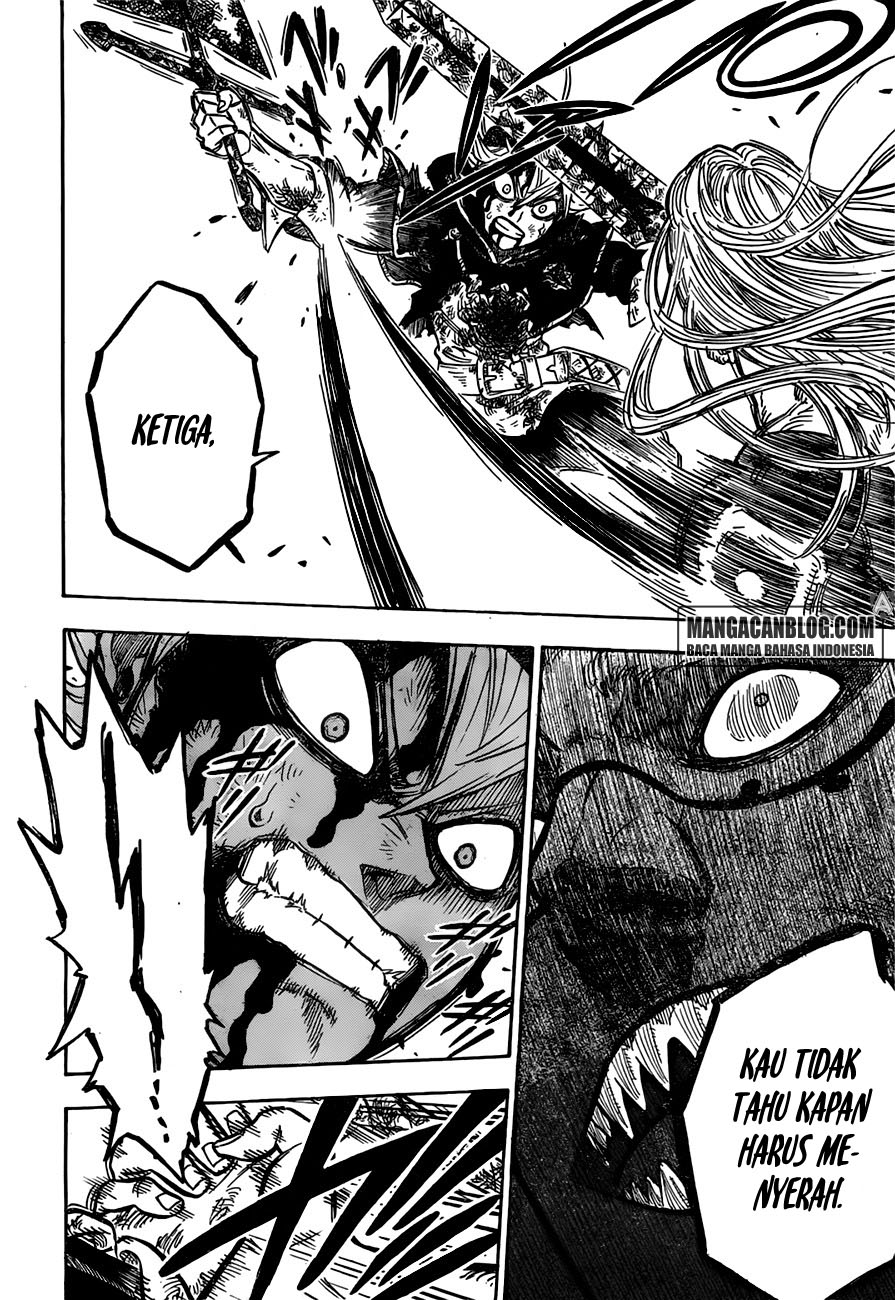 KETIGA,
MANGACANBLOG.COM
BACA MANGA BAHASA INDONESIA
KAU TIDAK
TAHU KAPAN
HARUS ME-
NYERAH.